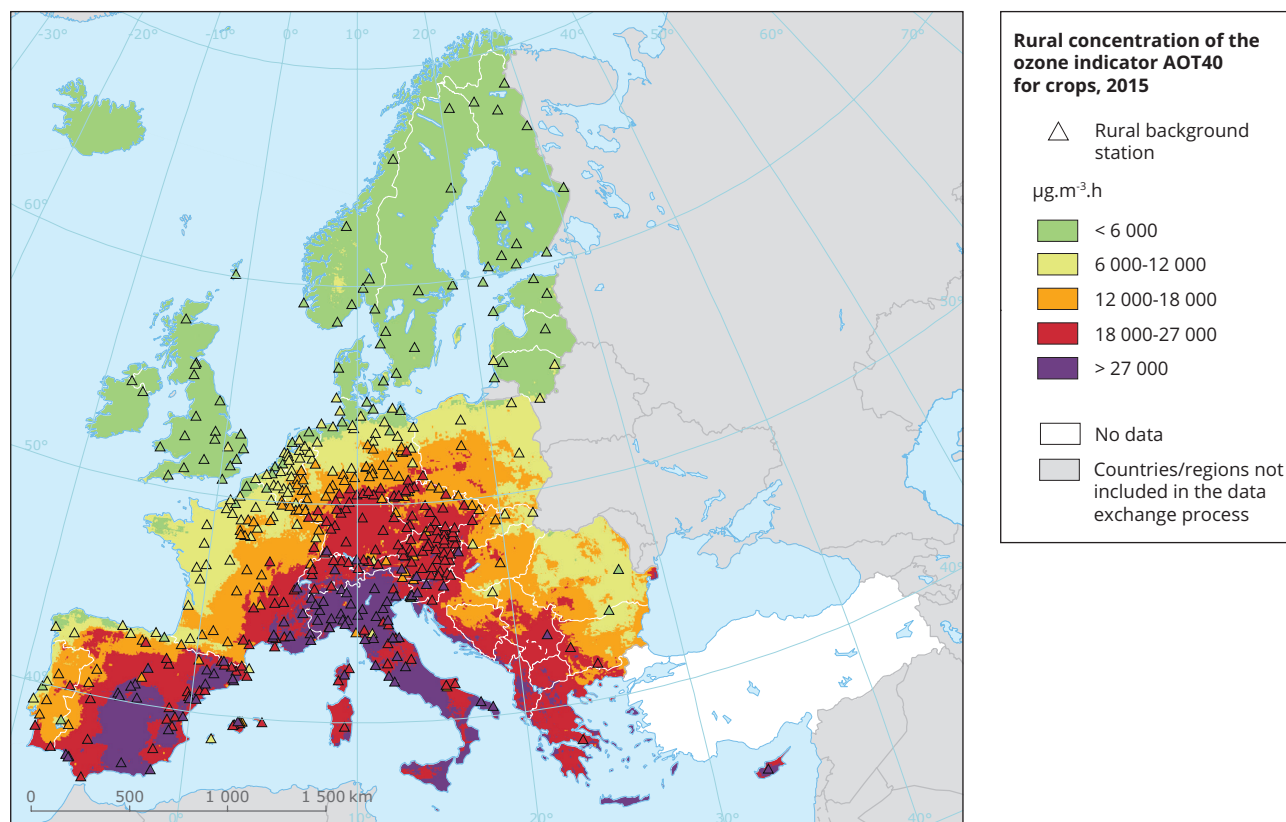 -30°
-20°
-10°
0°
10°
20°
30°
40°
50°
60°
70°
60°
50°
50°
40°
40°
0
500
1 000
1 500 km
0°
10°
20°
30°
40°
Rural concentration of the
ozone indicator AOT40
for crops, 2015
Rural background
station
µg.m-3.h
< 6 000
6 000-12 000
12 000-18 000
18 000-27 000
> 27 000
No data
Countries/regions not
included in the data
exchange process